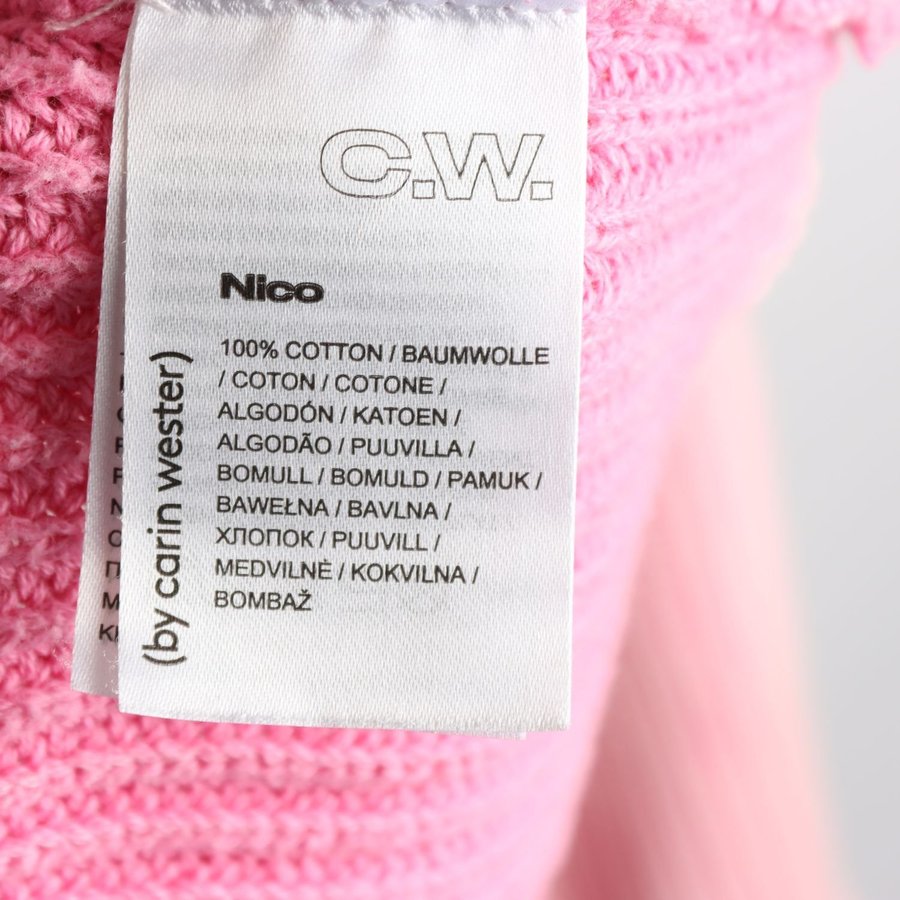 C.W.
Nico
100% COTTON / BAUMWOLLE
/ COTON / COTONE /
ALGODÓN / KATOEN /
ALGODÃO / PUUVILLA /
BOMULL / BOMULD / PAMUK /
BAWEŁNA / BAVLNA /
ХЛОПОК / PUUVILL /
MEDVILNĖ / KOKVILNA /
BOMBAŽ
(by carin wester)